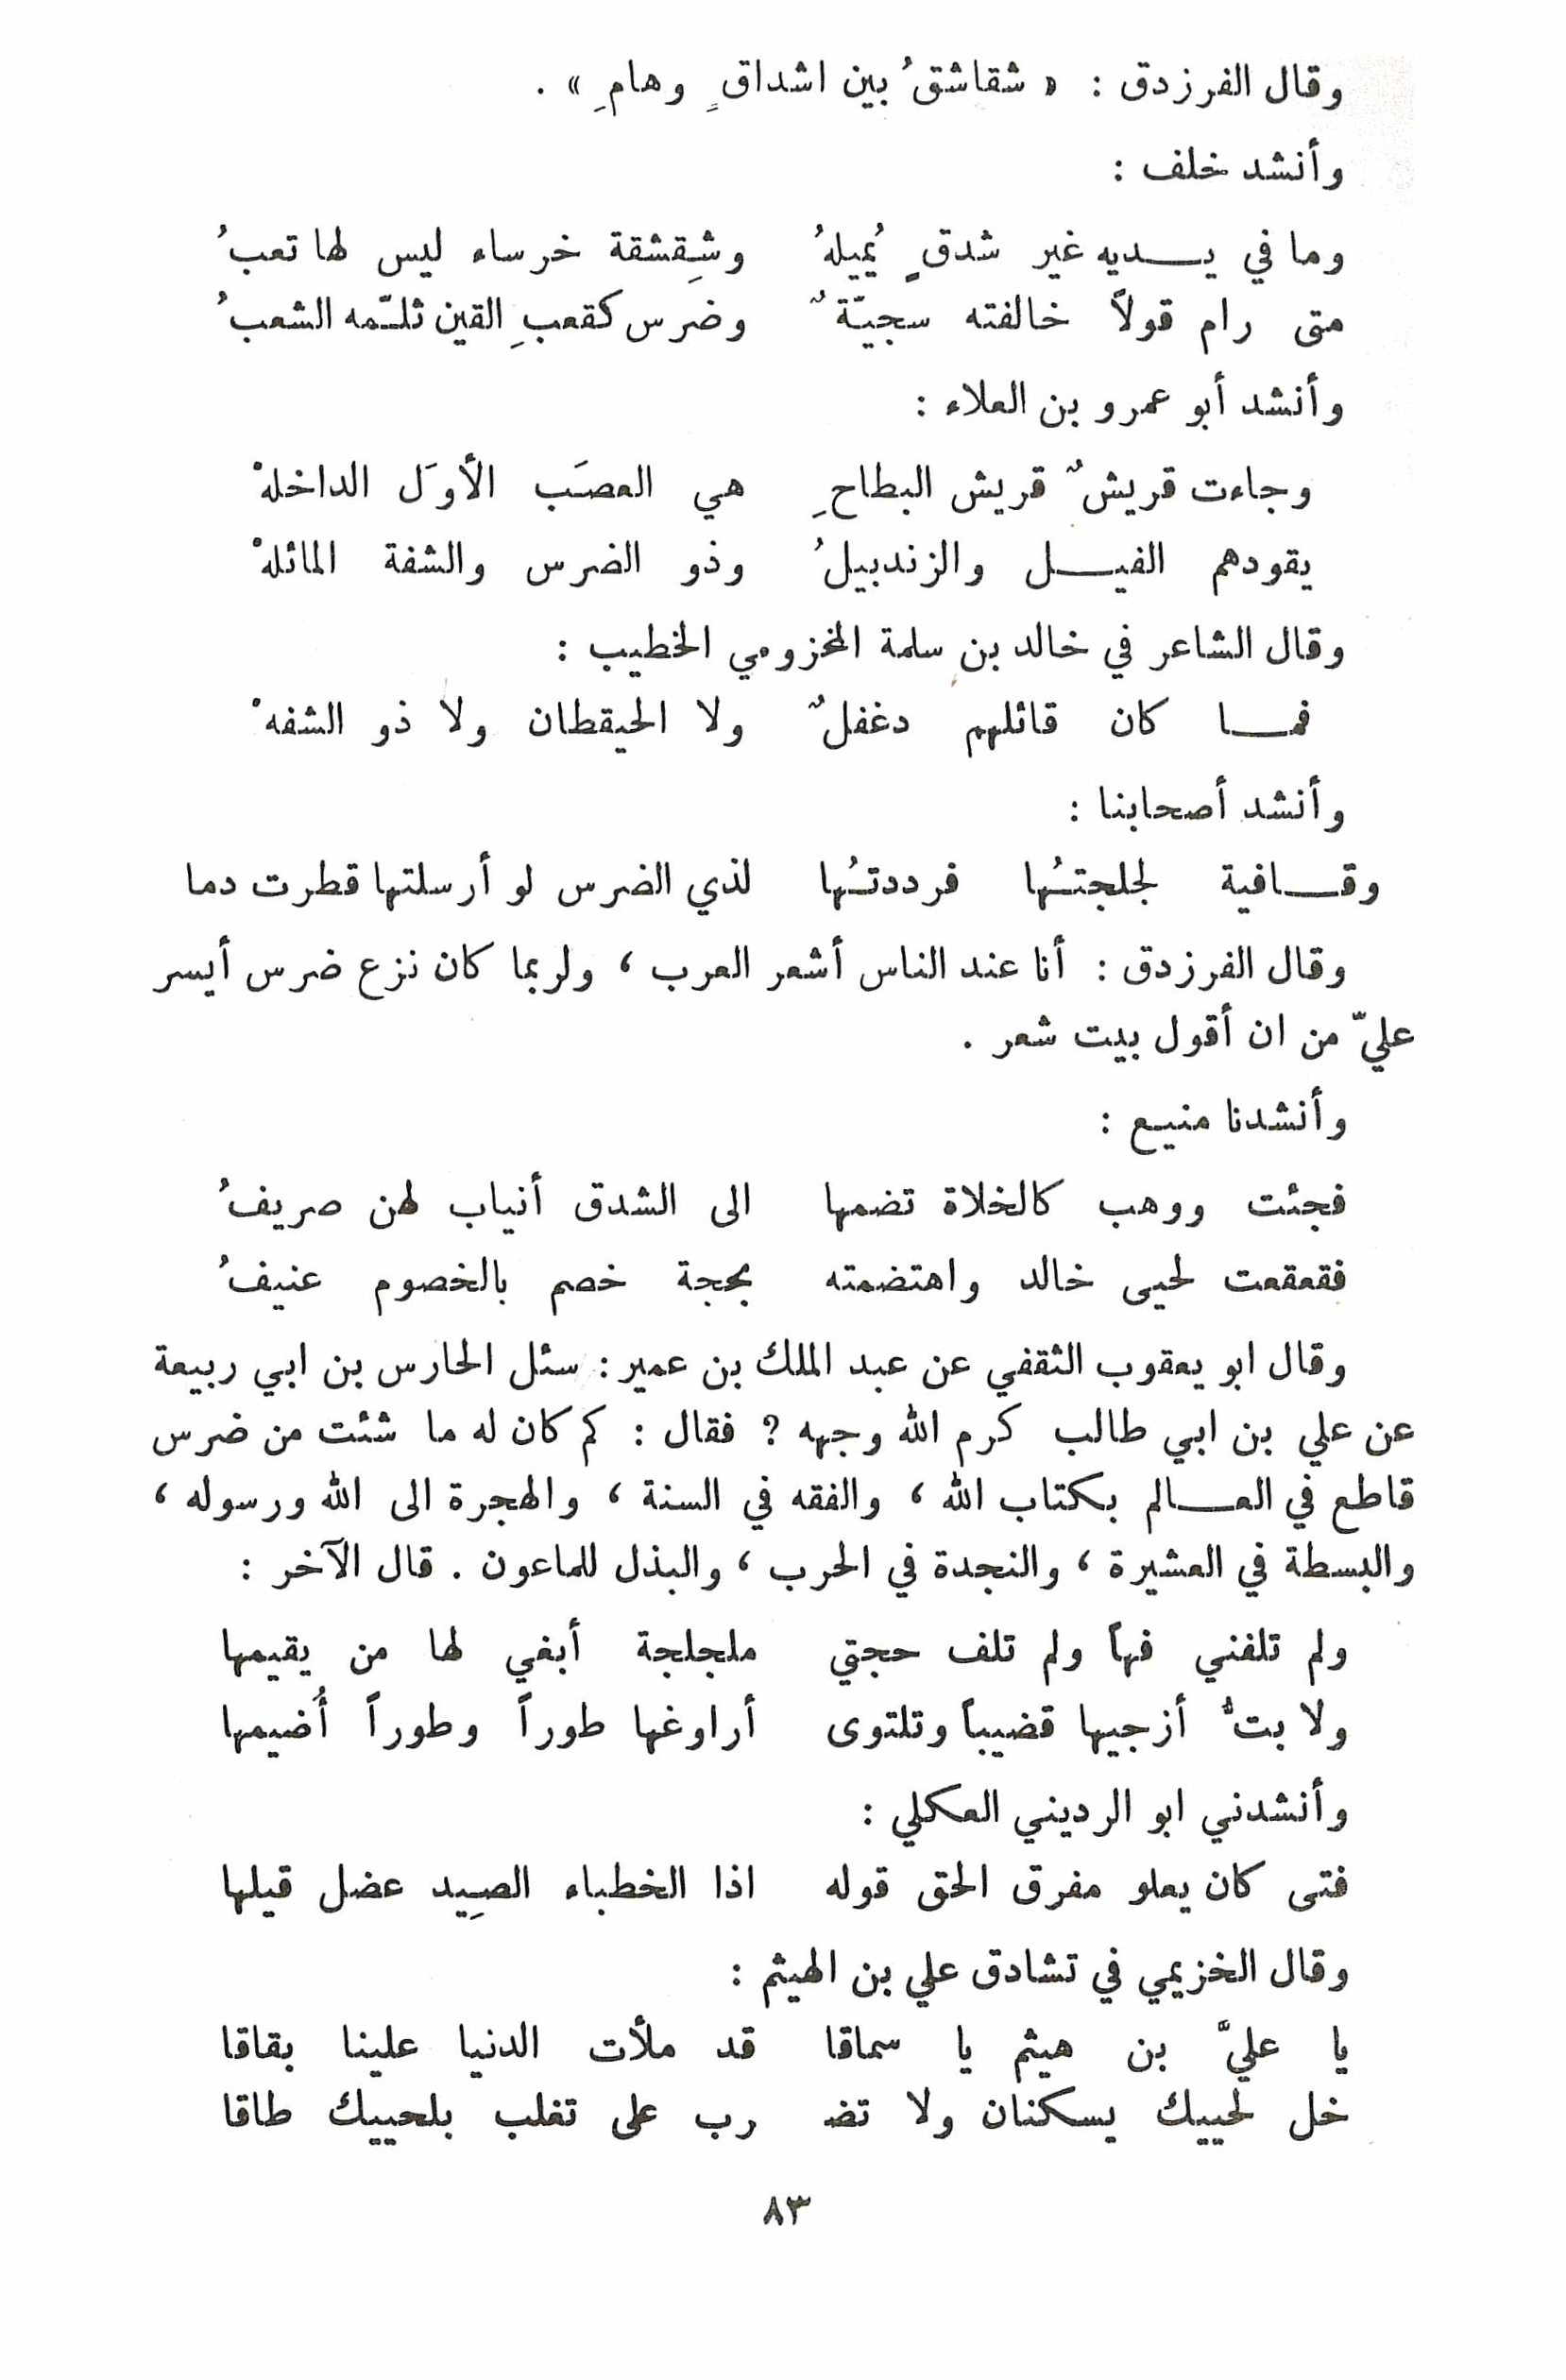 وقال الفرزدق : « شقاشقُ بين اشداقٍ وهامِ » .
وأنشد خلف :
وما في يـديه غير شدقٍ يُميلهُ وشِقشقة خرساء ليس لها تعبُ
متى رام قولاً خالفته سجيّةٌ وضرس كقعبِ القين ثلّمه الشعبُ
وأنشد أبو عمرو بن العلاء :
وجاءت قريشٌ قريش البطاحِ هي العصَب الأوَل الداخلهْ
يقودهم الفيـل والزندبيلُ وذو الضرس والشفة المائلهْ
وقال الشاعر في خالد بن سلمة المخزومي الخطيب :
فمـا كان قائلهم دغفلٌ ولا الحيقطان ولا ذو الشفهْ
وأنشد أصحابنا :
وقـافية لجلجتُها فرددتُها لذي الضرس لو أرسلتها قطرت دما
وقال الفرزدق : أنا عند الناس أشعر العرب ، ولربما كان نزع ضرس أيسر
عليّ من ان أقول بيت شعر .
وأنشدنا منيـع :
فجئت ووهب كالخلاة تضمها الى الشدق أنياب لهن صريفُ
فقعقعت لحيى خالد واهتضمته بحجة خصم بالخصوم عنيفُ
وقال ابو يعقوب الثقفي عن عبد الملك بن عمير : سئل الحارس بن ابي ربيعة
عن علي بن ابي طالب كرم الله وجهه ? فقال : كم كان له ما شئت من ضرس
قاطع في العـالم بكتاب الله ، والفقه في السنة ، والهجرة الى الله ورسوله ،
والبسطة في العشيرة ، والنجدة في الحرب ، والبذل للماعون . قال الآخر :
ولم تلفني فهاً ولم تلف حجتي ملجلجة أبغي لها من يقيمها
ولا بتُّ أزجيها قضيباً وتلتوى أراوغها طوراً وطوراً أُضيمها
وأنشدني ابو الرديني العكلي :
فتى كان يعلو مفرق الحق قوله اذا الخطباء الصِيد عضل قيلها
وقال الخزيمي في تشادق علي بن الهيثم :
يا عليَّ بن هيثم يا سماقا قد ملأت الدنيا علينا بقاقا
خل لحييك يسكنان ولا تضـ رب على تغلب بلحييك طاقا
٨٣